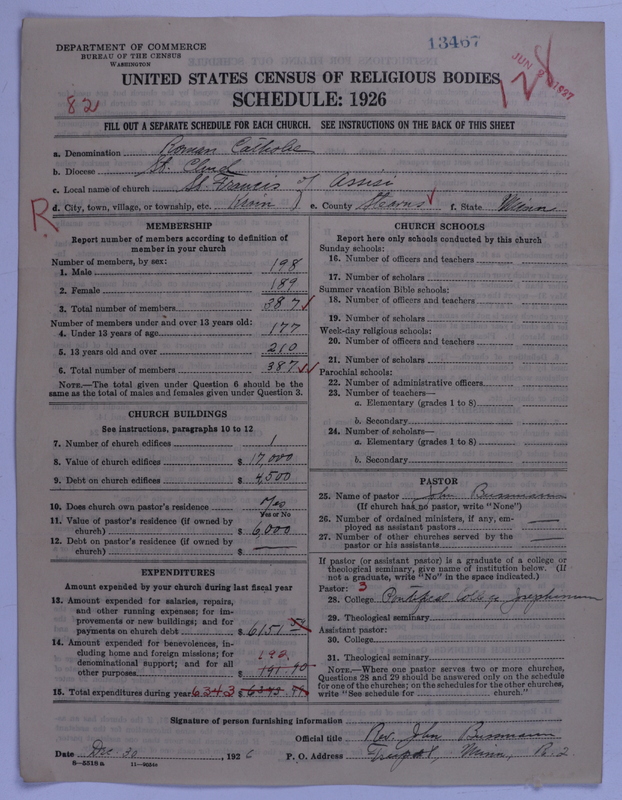 DEPARTMENT OF COMMERCE
BUREAU OF THE CENSUS
WASHINGTON
13467
UNITED STATES CENSUS OF RELIGIOUS BODIES
SCHEDULE: 1926
82
FILL OUT A SEPARATE SCHEDULE FOR EACH CHURCH. SEE INSTRUCTIONS ON THE BACK OF THIS SHEET
a. Denomination Roman Catholic
b. Diocese St. Cloud
c. Local name of church St. Francis of Assisi
d. City, town, village, or township, etc. e. County Stearns f. State Minn
R
MEMBERSHIP
Report number of members according to definition of
member in your church
Number of members, by sex:
1. Male 198
2. Female 189
3. Total number of members 387
Number of members under and over 13 years old:
4. Under 13 years of age 177
5. 13 years old and over 210
6. Total number of members 387
NOTE.—The total given under Question 6 should be
same as the total of males and females given under Question 3.
CHURCH BUILDINGS
See instructions, paragraphs 10 to 12
7. Number of church edifices 1
8. Value of church edifices $ 17,000
9. Debt on church edifices $ 4,500
10. Does church own pastor's residence Yes
Yes or No
11. Value of pastor's residence (if owned by
church) $ 6,000
12. Debt on pastor's residence (if owned by
church) $ —
EXPENDITURES
Amount expended by your church during last fiscal year
13. Amount expended for salaries, repairs,
and other running expenses; for im-
provements or new buildings; and for
payments on church debt $ 6151
14. Amount expended for benevolences, in-
cluding home and foreign missions; for
denominational support; and for all
other purposes $ 191 90
192
15. Total expenditures during year 6343 $ 6343
CHURCH SCHOOLS
Report here only schools conducted by this church
Sunday schools:
16. Number of officers and teachers
17. Number of scholars
Summer vacation Bible schools:
18. Number of officers and teachers
19. Number of scholars
Week-day religious schools:
20. Number of officers and teachers
21. Number of scholars
Parochial schools:
22. Number of administrative officers
23. Number of teachers—
a. Elementary (grades 1 to 8)
b. Secondary
24. Number of scholars—
a. Elementary (grades 1 to 8)
b. Secondary
PASTOR
25. Name of pastor John Bussmann
(If church has no pastor, write "None")
26. Number of ordained ministers, if any, em-
ployed as assistant pastors —
27. Number of other churches served by the
pastor or his assistants —
If pastor (or assistant pastor) is a graduate of a college or
theological seminary, give name of institution below. (If
not a graduate, write "No" in the space indicated.)
Pastor: 3
28. College Pontifical College Josephinum
29. Theological seminary
Assistant pastor:
30. College
31. Theological seminary
NOTE.—Where one pastor serves two or more churches,
Questions 28 and 29 should be answered only on the schedule
for one of the churches; on the schedules for the other churches,
write "See schedule for church."
Signature of person furnishing information
Official title Rev. John Bussmann
Date Dec. 30, 1926 P. O. Address Freeport, Minn, R. 2
8—5518 a